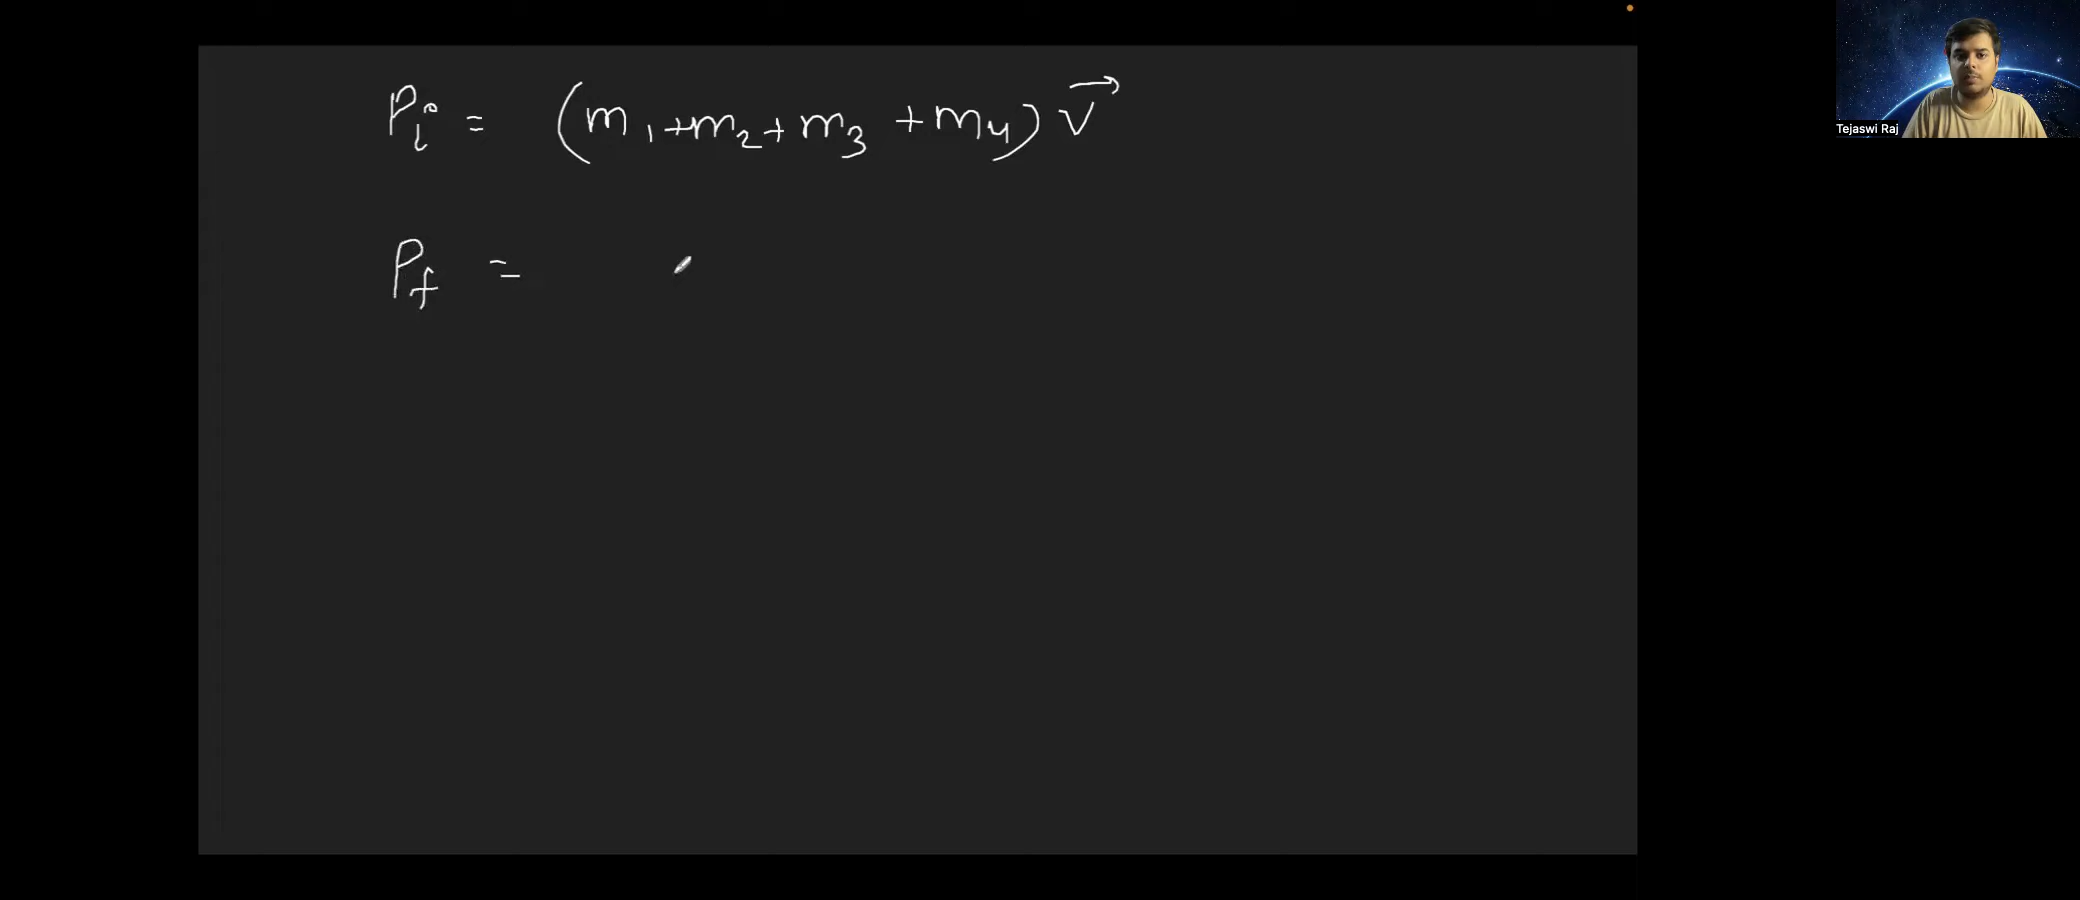 Pi = (m1+m2+m3 +m4) v⃗
Tejaswi Raj
Pf =